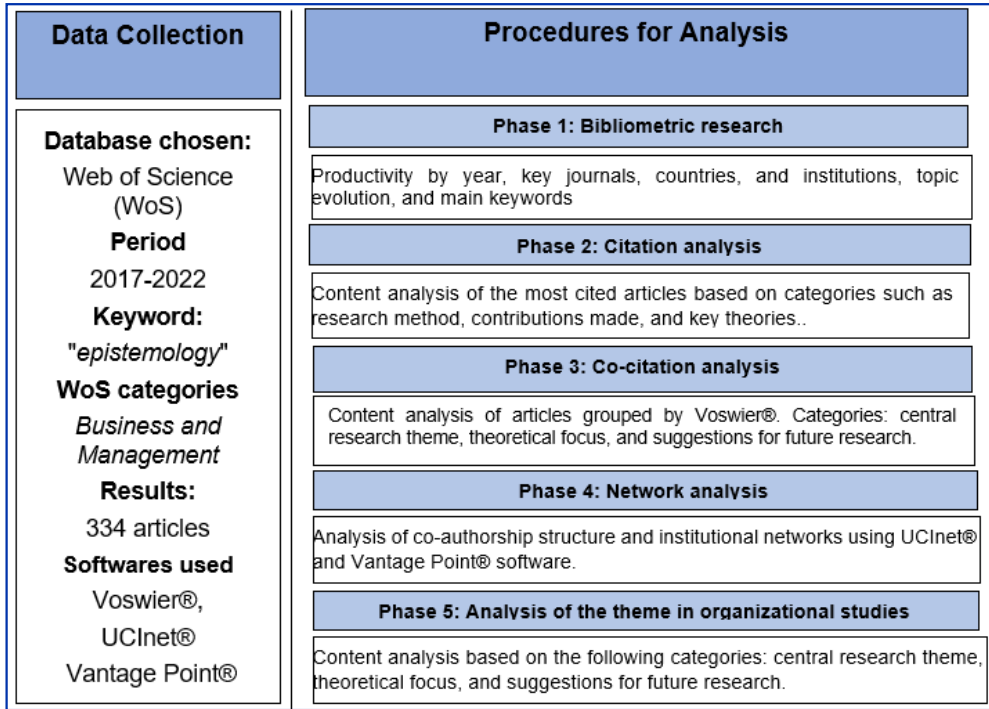 Data Collection
Database chosen:
Web of Science
(WoS)
Period
2017-2022
Keyword:
"epistemology"
WoS categories
Business and
Management
Results:
334 articles
Softwares used
Voswier®,
UCInet®
Vantage Point®
Procedures for Analysis
Phase 1: Bibliometric research
Productivity by year, key journals, countries, and institutions, topic
evolution, and main keywords
Phase 2: Citation analysis
Content analysis of the most cited articles based on categories such as
research method, contributions made, and key theories..
Phase 3: Co-citation analysis
Content analysis of articles grouped by Voswier®. Categories: central
research theme, theoretical focus, and suggestions for future research.
Phase 4: Network analysis
Analysis of co-authorship structure and institutional networks using UCInet®
and Vantage Point® software.
Phase 5: Analysis of the theme in organizational studies
Content analysis based on the following categories: central research theme,
theoretical focus, and suggestions for future research.